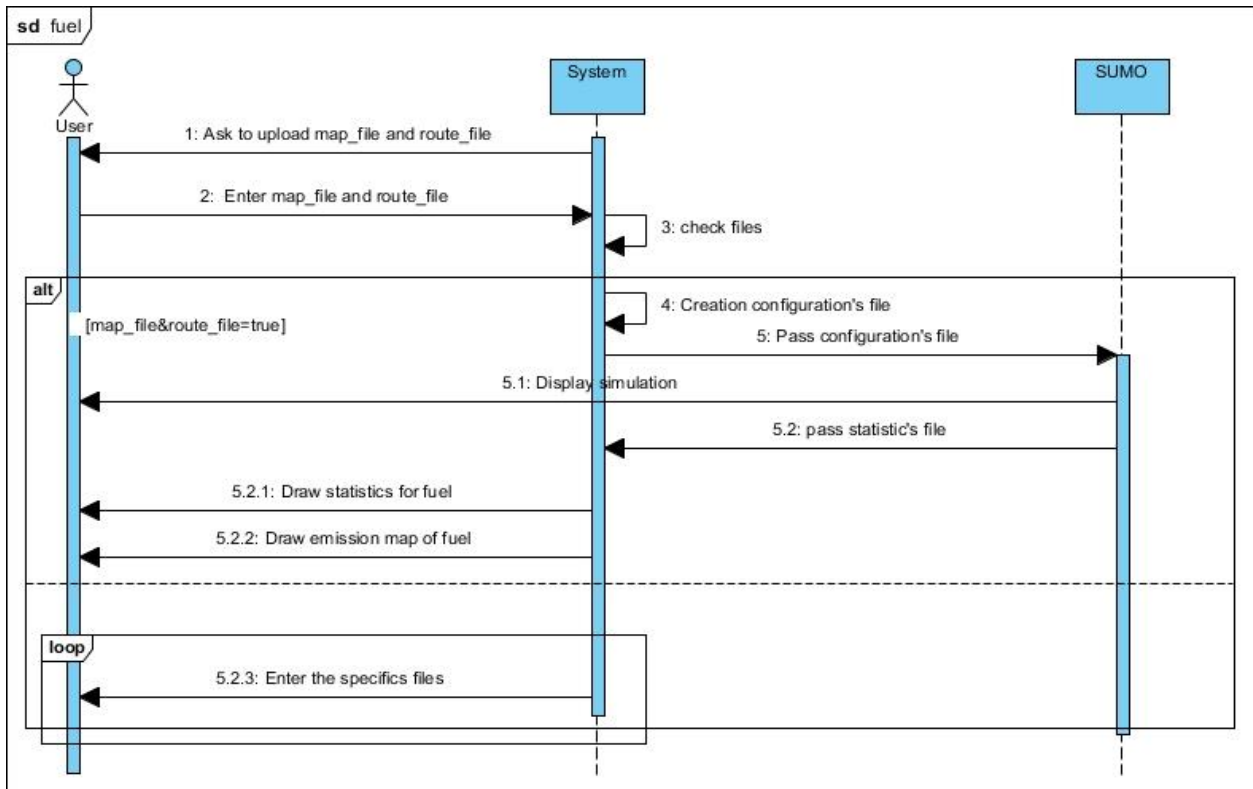 sd fuel
System
SUMO
User
1: Ask to upload map_file and route_file
2: Enter map_file and route_file
3: check files
alt
4: Creation configuration's file
[map_file&route_file=true]
5: Pass configuration's file
5.1: Display simulation
5.2: pass statistic's file
5.2.1: Draw statistics for fuel
5.2.2: Draw emission map of fuel
loop
5.2.3: Enter the specifics files